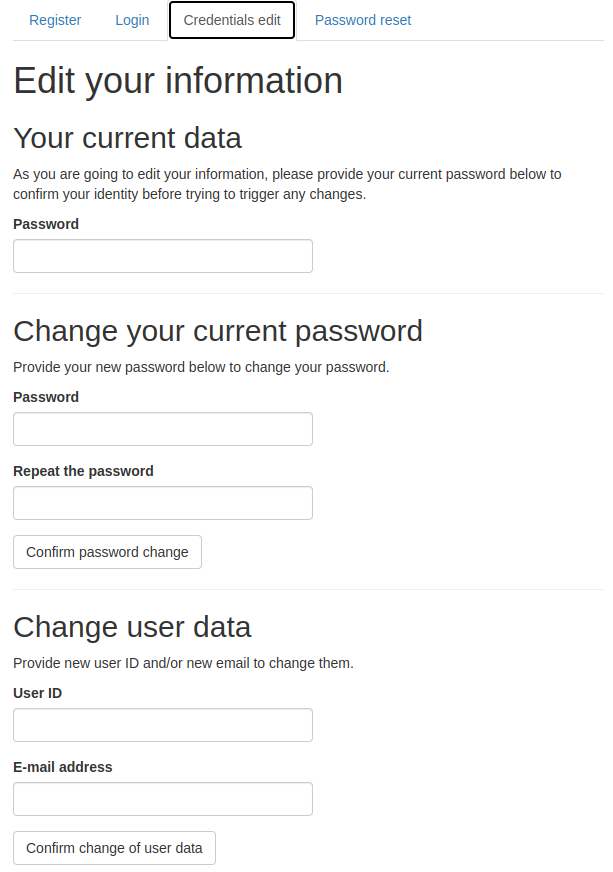 Register Login Credentials edit Password reset
Edit your information
Your current data
As you are going to edit your information, please provide your current password below to
confirm your identity before trying to trigger any changes.
Password
Change your current password
Provide your new password below to change your password.
Password
Repeat the password
Confirm password change
Change user data
Provide new user ID and/or new email to change them.
User ID
E-mail address
Confirm change of user data